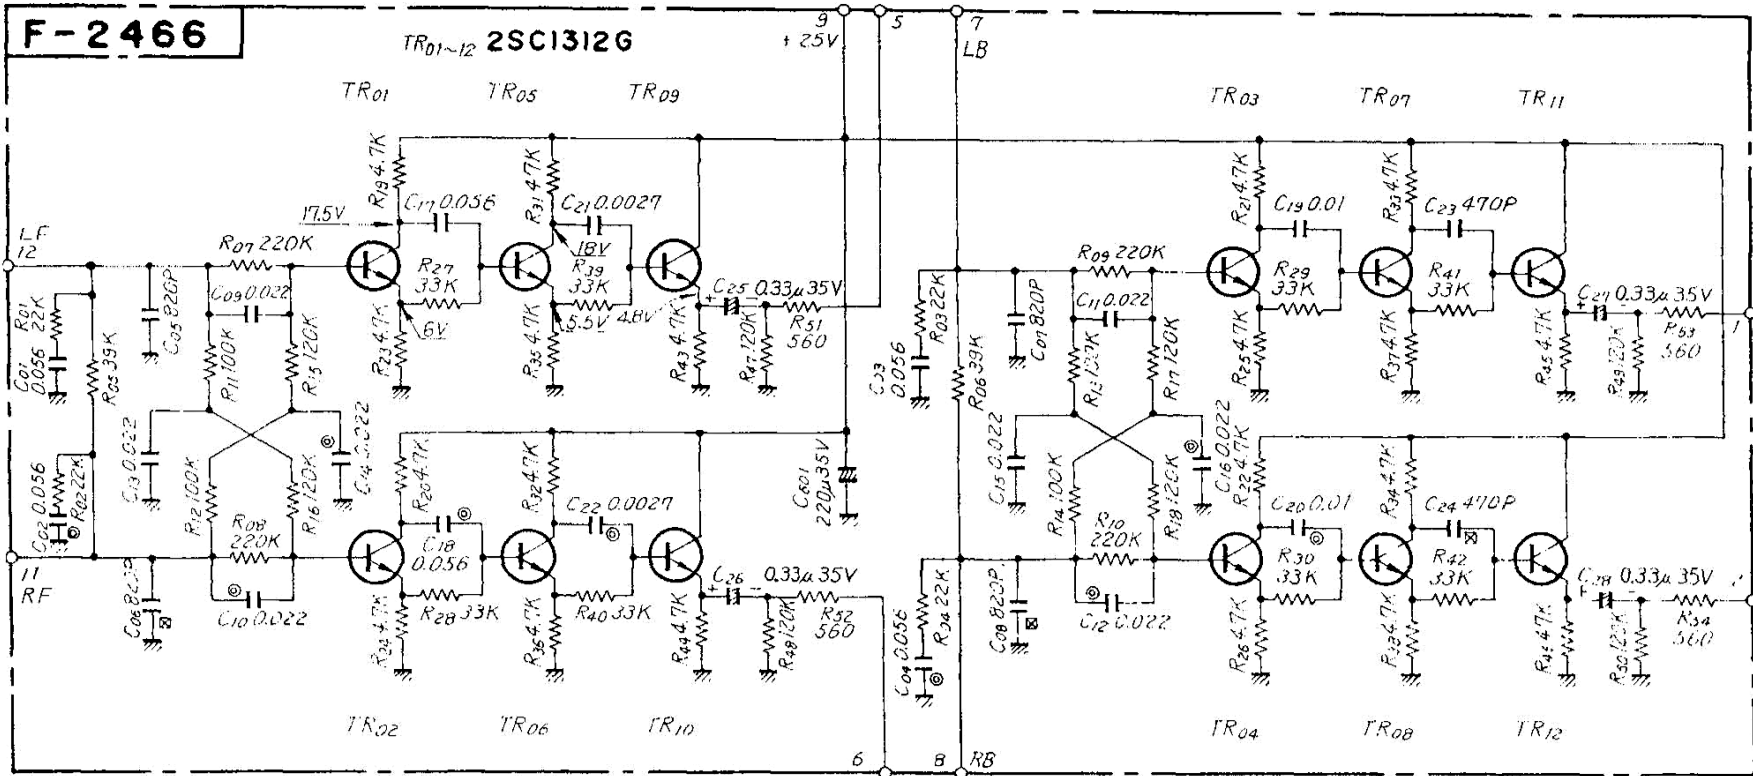 F-2466
TR01~12 2SC1312G
9
+25V
5
7
LB
TR01
TR05
TR09
TR03
TR07
TR11
R19 4.7K
R31 4.7K
R21 4.7K
R33 4.7K
17.5V
C17 0.056
C21 0.0027
C19 0.01
C23 470P
18V
LF
12
R07 220K
R27
33K
R39
33K
R09 220K
R29
33K
R41
33K
C09 0.022
C11 0.022
C25 0.33μ 35V
C27 0.33μ 35V
+ -
+ -
6V
5.5V
4.8V
R01
22K
C01
0.056
R05 39K
C05 820P
R11 100K
R15 120K
R23 4.7K
R35 4.7K
R43 4.7K
R47 120K
R51
560
R03 22K
C03
0.056
R06 39K
C07 820P
R17 120K
R25 4.7K
R37 4.7K
R45 4.7K
R49 120K
R53
560
1
C13 0.022
C14 0.022
C15 0.022
C16 0.022
C02 0.056
R02 22K
R12 100K
R16 120K
R20 4.7K
R32 4.7K
C601
220μ 35V
R14 100K
R18 120K
R22 4.7K
R34 4.7K
C22 0.0027
C20 0.01
C24 470P
R08
220K
C18
0.056
R10
220K
R30
33K
R42
33K
11
RF
C10 0.022
C12 0.022
R28 33K
R40 33K
C26 0.33μ 35V
C28 0.33μ 35V
+ -
+ -
C06 820P
R36 4.7K
R44 4.7K
R48 120K
R52
560
C04 0.056
R04 22K
C08 820P
R26 4.7K
R38 4.7K
560
TR02
TR06
TR10
TR04
TR08
TR12
6
8
RB